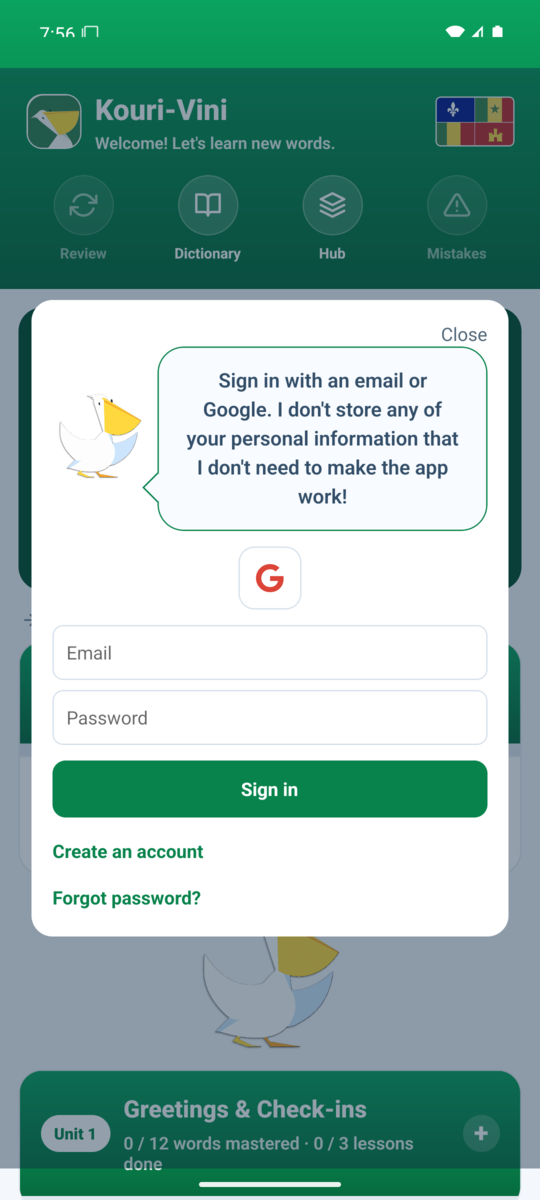 7:56
Kouri-Vini
Welcome! Let's learn new words.
Review
Dictionary
Hub
Mistakes
Close
Sign in with an email or
Google. I don't store any of
your personal information that
I don't need to make the app
work!
G
Email
Password
Sign in
Create an account
Forgot password?
Unit 1
Greetings & Check-ins
0 / 12 words mastered · 0 / 3 lessons
done